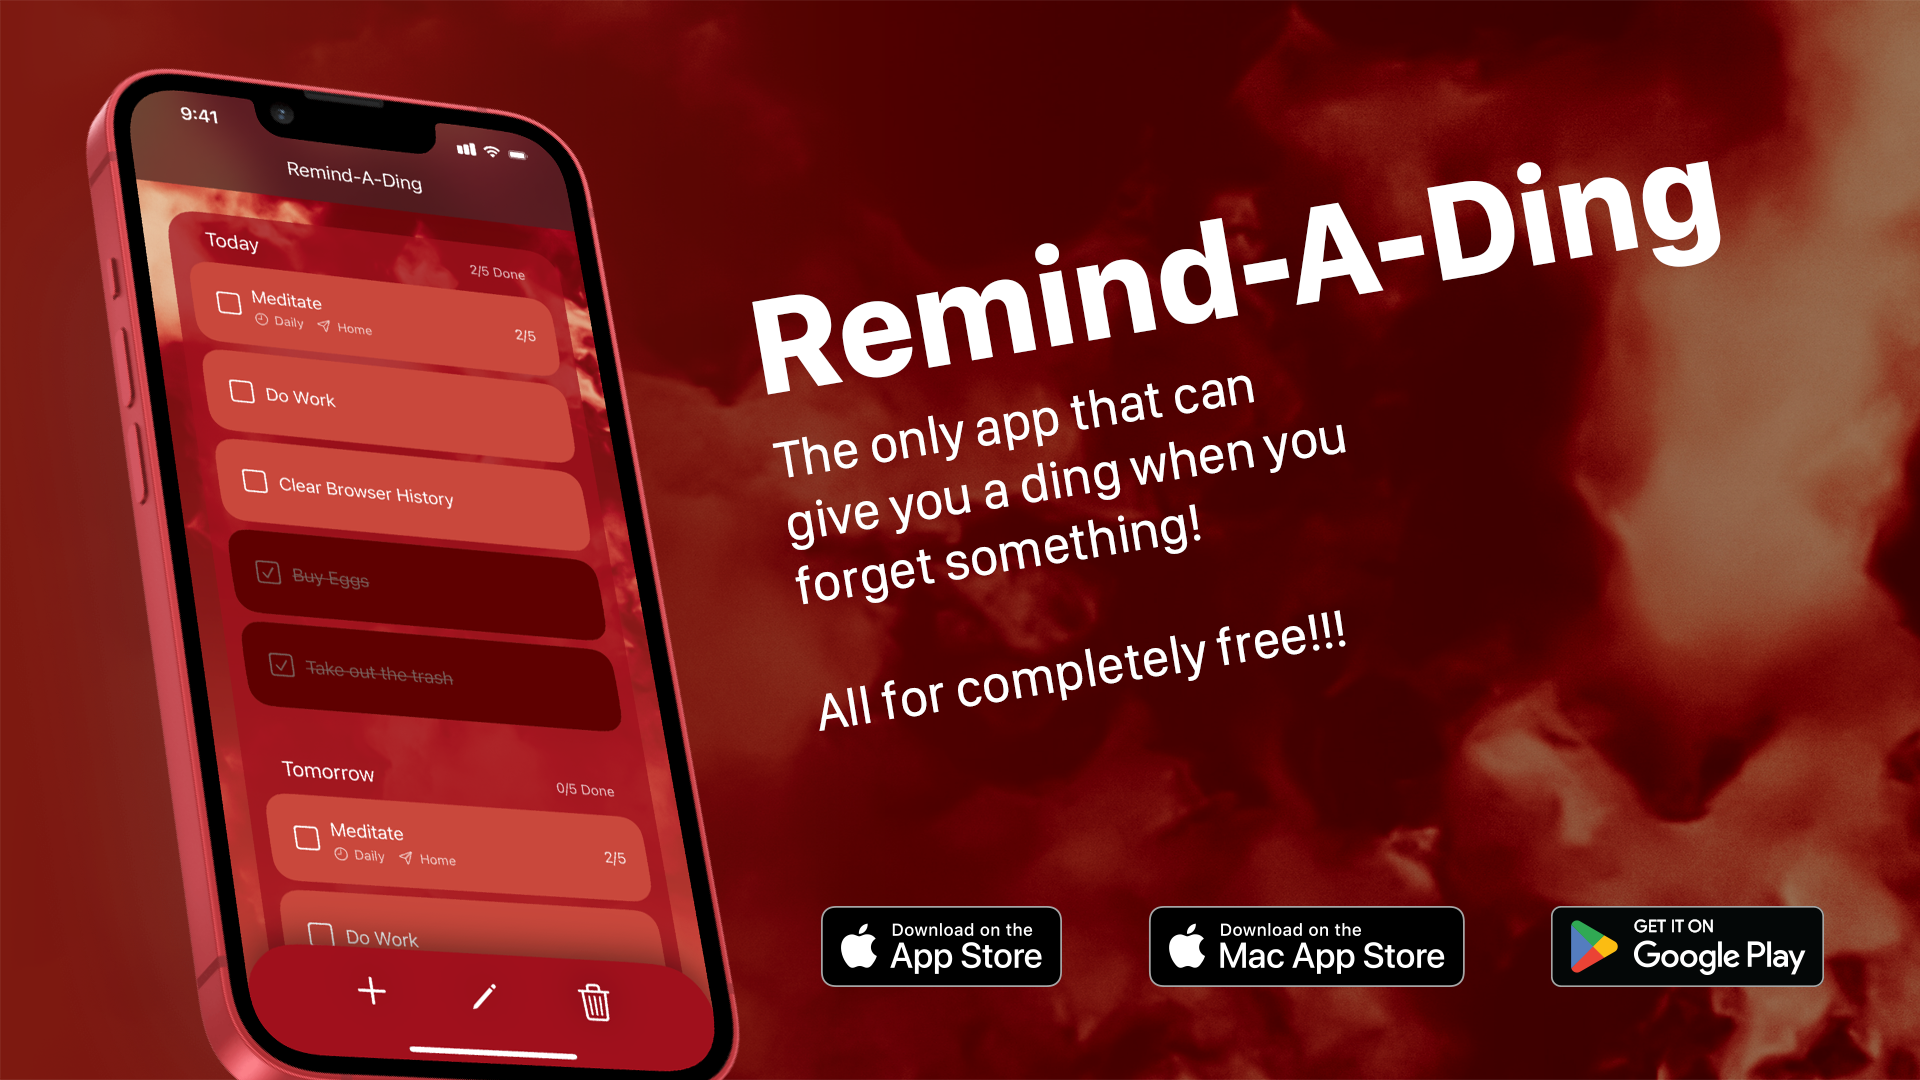 9:41
Remind-A-Ding
Today
2/5 Done
Meditate
Daily Home
2/5
Do Work
Clear Browser History
Buy Eggs
Take out the trash
Tomorrow
0/5 Done
Meditate
Daily Home
2/5
Do Work
Remind-A-Ding
The only app that can
give you a ding when you
forget something!
All for completely free!!!
Download on the
App Store
Download on the
Mac App Store
GET IT ON
Google Play